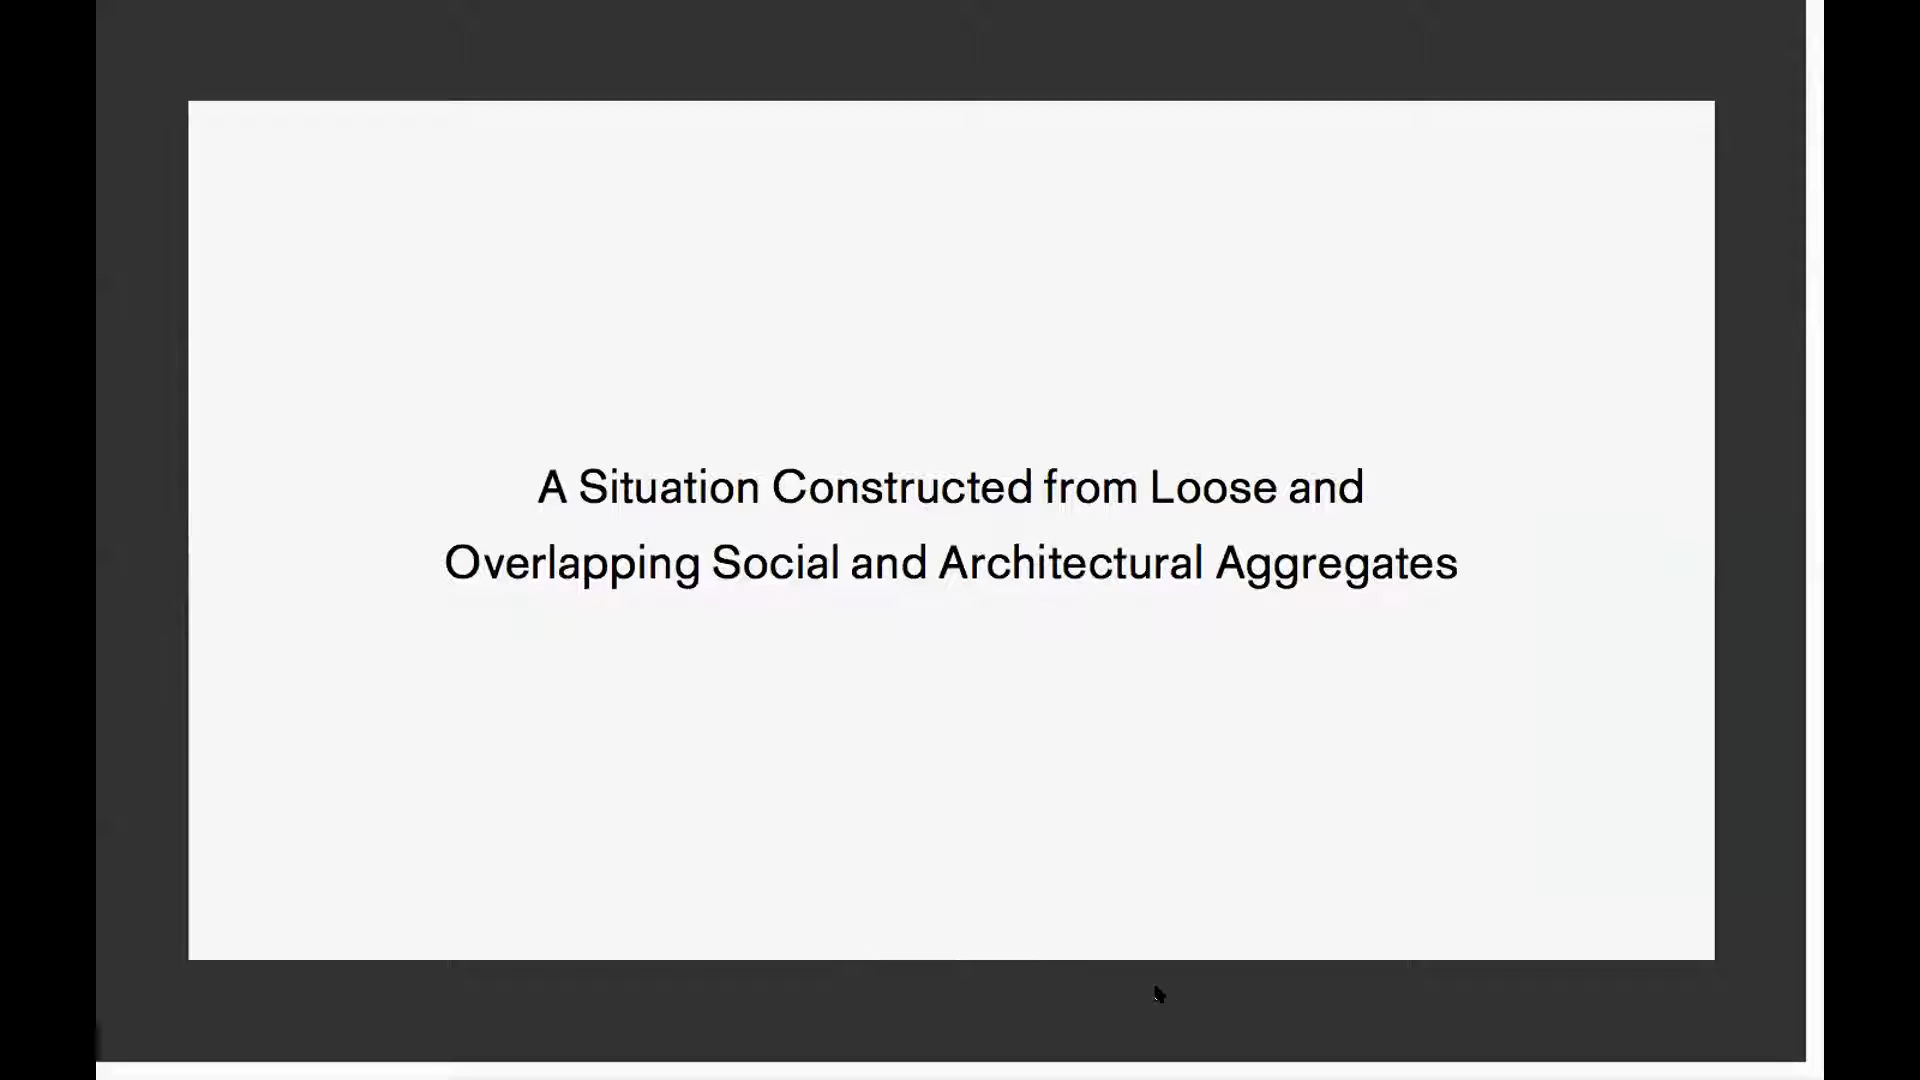 A Situation Constructed from Loose and
Overlapping Social and Architectural Aggregates